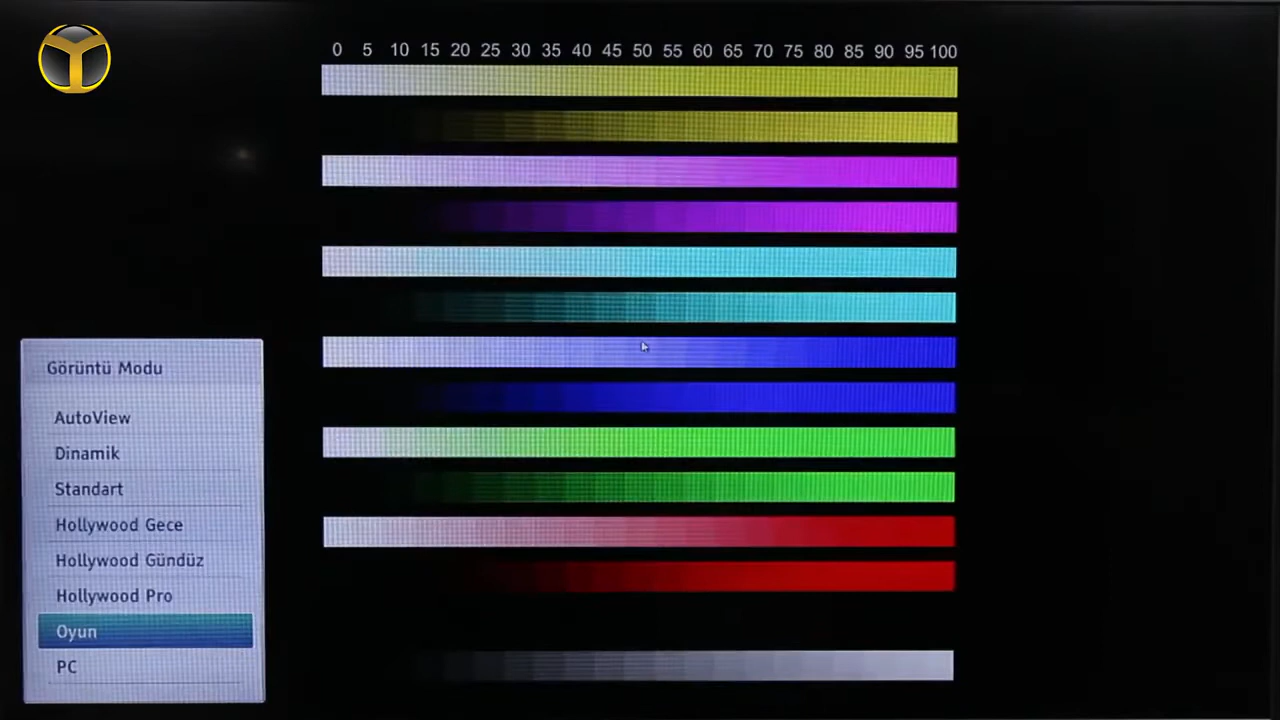 0 5 10 15 20 25 30 35 40 45 50 55 60 65 70 75 80 85 90 95 100
Görüntü Modu
AutoView
Dinamik
Standart
Hollywood Gece
Hollywood Gündüz
Hollywood Pro
Oyun
PC